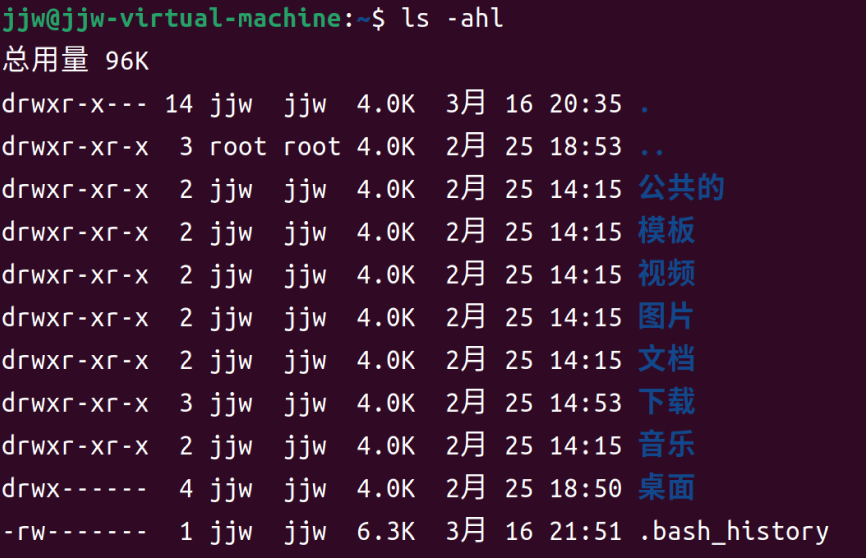 jjw@jjw-virtual-machine:~$ ls -ahl
总用量 96K
drwxr-x--- 14 jjw  jjw  4.0K  3月 16 20:35 .
drwxr-xr-x  3 root root 4.0K  2月 25 18:53 ..
drwxr-xr-x  2 jjw  jjw  4.0K  2月 25 14:15 公共的
drwxr-xr-x  2 jjw  jjw  4.0K  2月 25 14:15 模板
drwxr-xr-x  2 jjw  jjw  4.0K  2月 25 14:15 视频
drwxr-xr-x  2 jjw  jjw  4.0K  2月 25 14:15 图片
drwxr-xr-x  2 jjw  jjw  4.0K  2月 25 14:15 文档
drwxr-xr-x  3 jjw  jjw  4.0K  2月 25 14:53 下载
drwxr-xr-x  2 jjw  jjw  4.0K  2月 25 14:15 音乐
drwx------  4 jjw  jjw  4.0K  2月 25 18:50 桌面
-rw-------  1 jjw  jjw  6.3K  3月 16 21:51 .bash_history